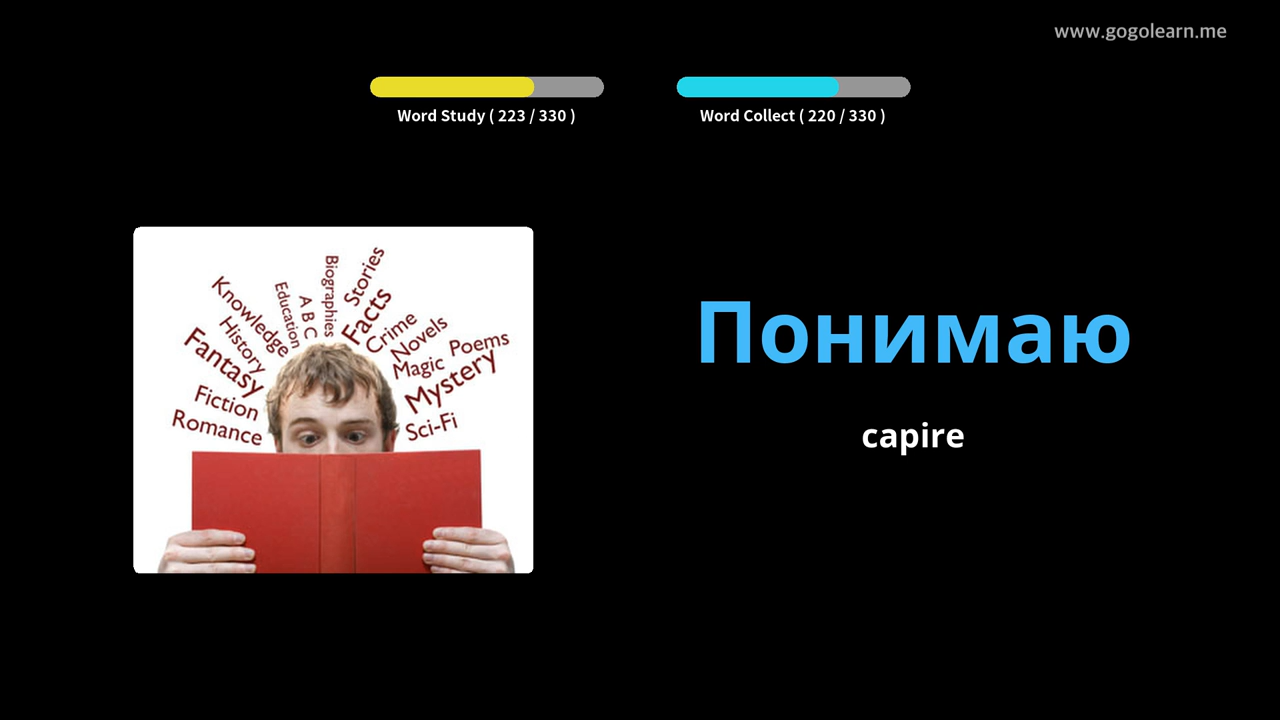 www.gogolearn.me
Word Study ( 223 / 330 )
Word Collect ( 220 / 330 )
Knowledge
History
Fantasy
Fiction
Romance
Education
A B C
Biographies
Stories
Facts
Crime
Novels
Magic
Poems
Mystery
Sci-Fi
Понимаю
capire